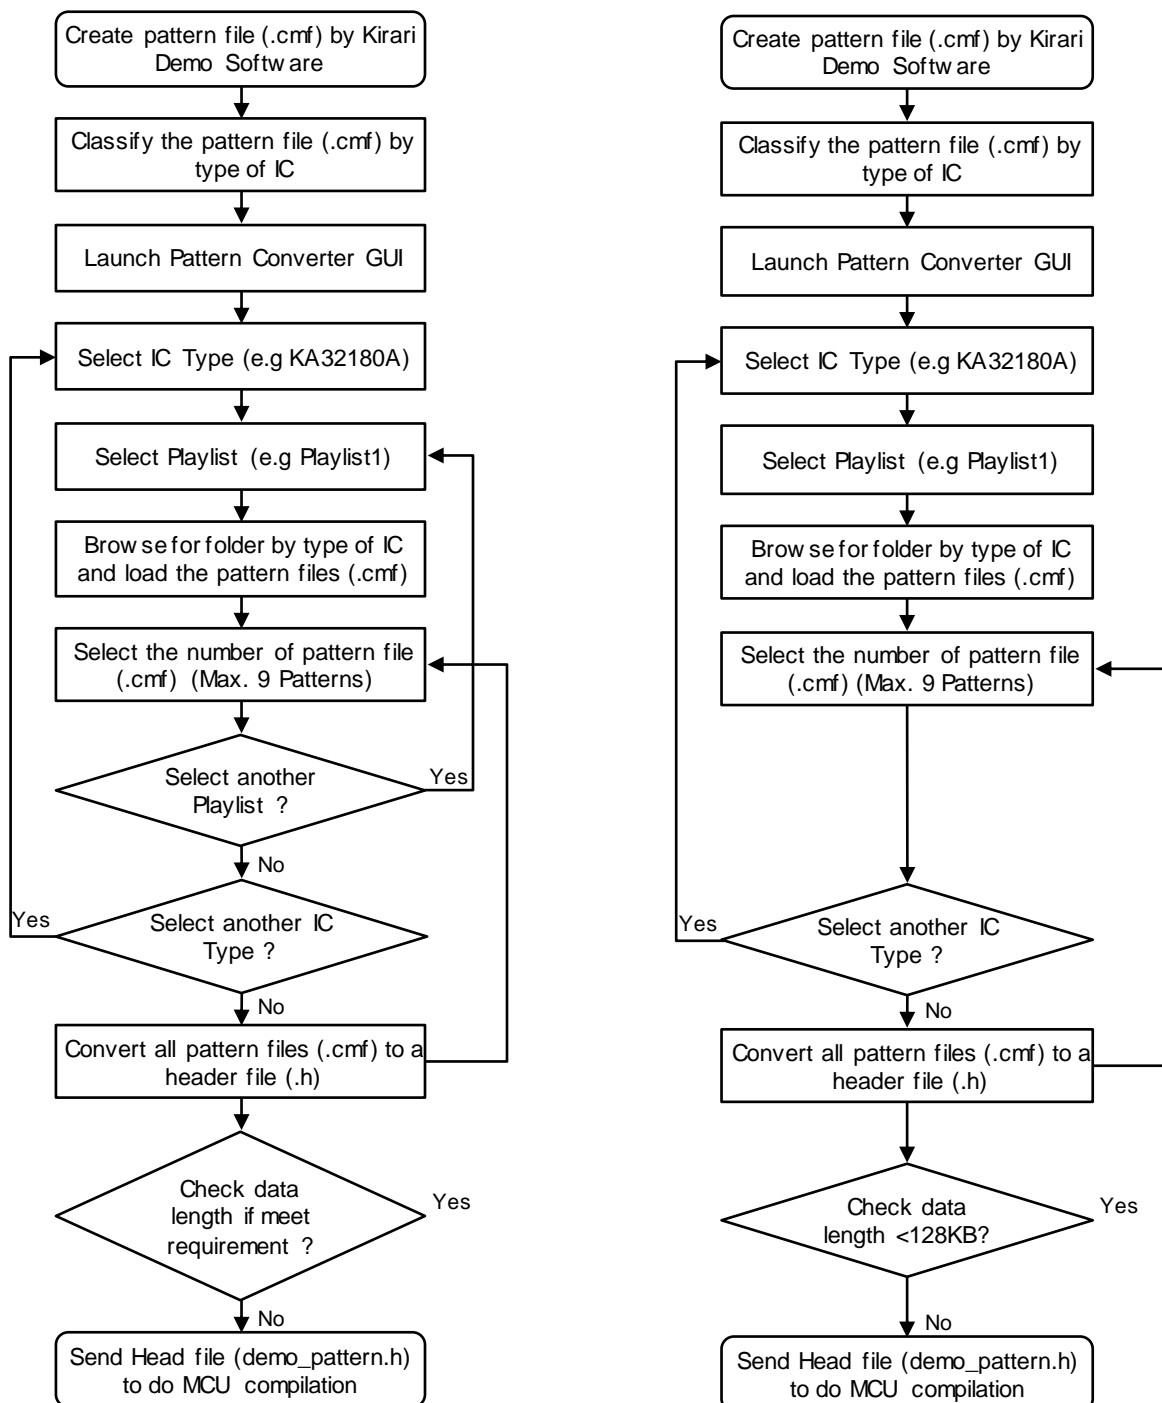 Create pattern file (.cmf) by Kirari
Demo Software
Classify the pattern file (.cmf) by
type of IC
Launch Pattern Converter GUI
Select IC Type (e.g KA32180A)
Select Playlist (e.g Playlist1)
Browse for folder by type of IC
and load the pattern files (.cmf)
Select the number of pattern file
(.cmf) (Max. 9 Patterns)
Select another
Playlist ?
Yes
No
Select another IC
Type ?
Yes
No
Convert all pattern files (.cmf) to a
header file (.h)
Check data
length if meet
requirement ?
Yes
No
Send Head file (demo_pattern.h)
to do MCU compilation
Create pattern file (.cmf) by Kirari
Demo Software
Classify the pattern file (.cmf) by
type of IC
Launch Pattern Converter GUI
Select IC Type (e.g KA32180A)
Select Playlist (e.g Playlist1)
Browse for folder by type of IC
and load the pattern files (.cmf)
Select the number of pattern file
(.cmf) (Max. 9 Patterns)
Select another IC
Type ?
Yes
No
Convert all pattern files (.cmf) to a
header file (.h)
Check data
length <128KB?
Yes
No
Send Head file (demo_pattern.h)
to do MCU compilation